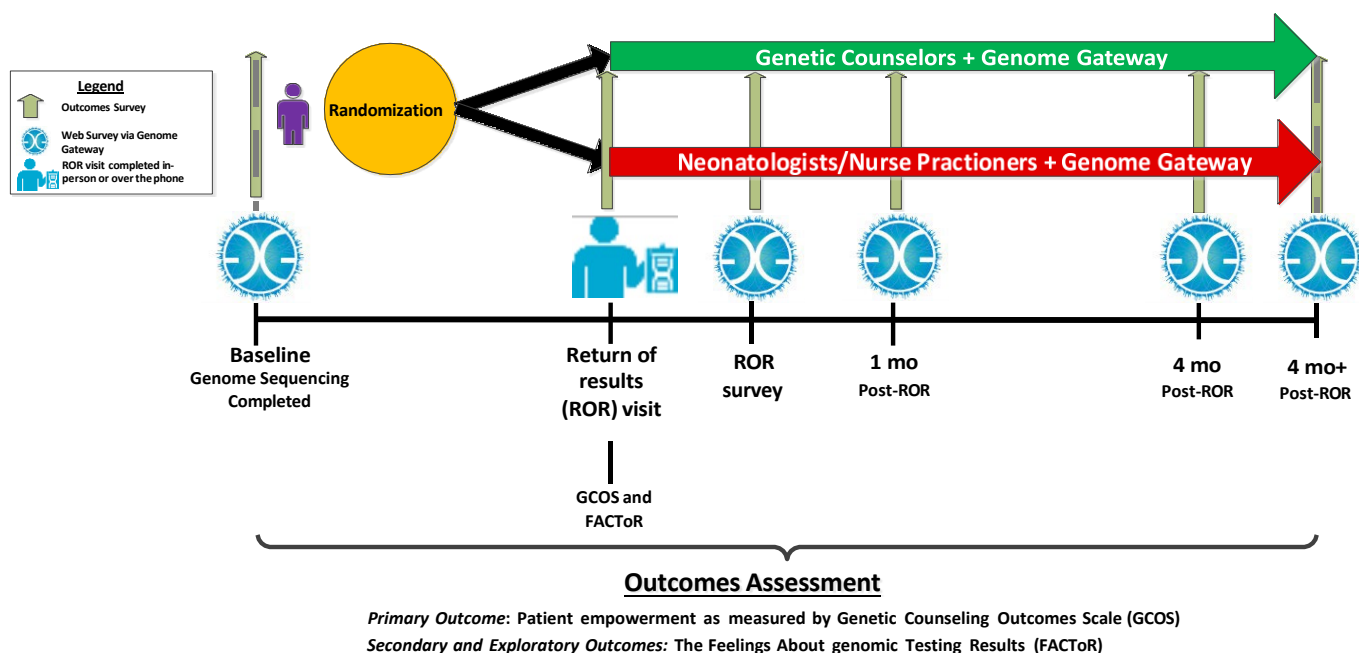 Legend
Outcomes Survey
Web Survey via Genome
Gateway
ROR visit completed in-
person or over the phone
Randomization
Genetic Counselors + Genome Gateway
Neonatologists/Nurse Practioners + Genome Gateway
Baseline
Genome Sequencing
Completed
Return of
results
(ROR) visit
ROR
survey
1 mo
Post-ROR
4 mo
Post-ROR
4 mo+
Post-ROR
GCOS and
FACToR
Outcomes Assessment
Primary Outcome: Patient empowerment as measured by Genetic Counseling Outcomes Scale (GCOS)
Secondary and Exploratory Outcomes: The Feelings About genomic Testing Results (FACToR)